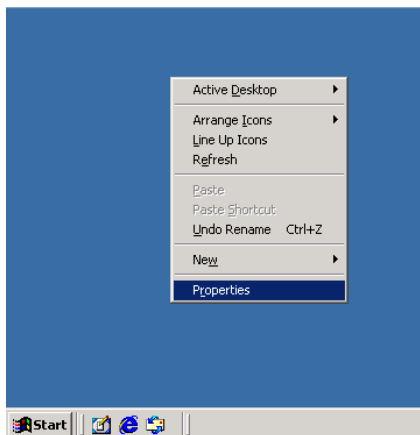 Active Desktop
Arrange Icons
Line Up Icons
Refresh
Paste
Paste Shortcut
Undo Rename Ctrl+Z
New
Properties
Start